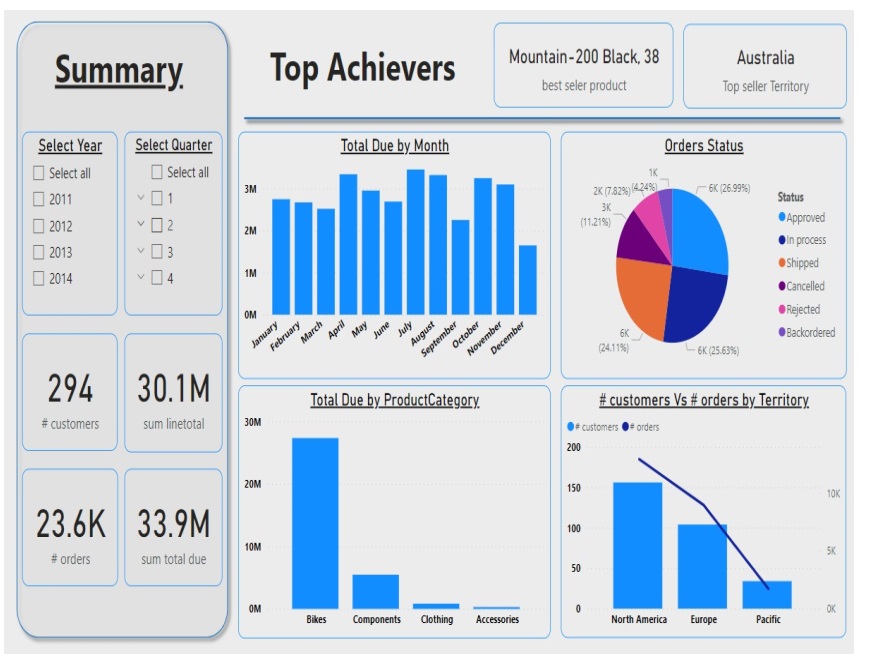 Summary
Top Achievers
Mountain-200 Black, 38
best seler product
Australia
Top seller Territory
Select Year
Select all
2011
2012
2013
2014
Select Quarter
Select all
1
2
3
4
294
# customers
30.1M
sum linetotal
23.6K
# orders
33.9M
sum total due
Total Due by Month
3M
2M
1M
0M
January
February
March
April
May
June
July
August
September
October
November
December
Orders Status
1K
(4.24%)
2K (7.82%)
3K
(11.21%)
6K (26.99%)
6K
(24.11%)
6K (25.63%)
Status
Approved
In process
Shipped
Cancelled
Rejected
Backordered
Total Due by ProductCategory
30M
20M
10M
0M
Bikes Components Clothing Accessories
# customers Vs # orders by Territory
# customers # orders
200
150
100
50
0
10K
5K
0K
North America Europe Pacific